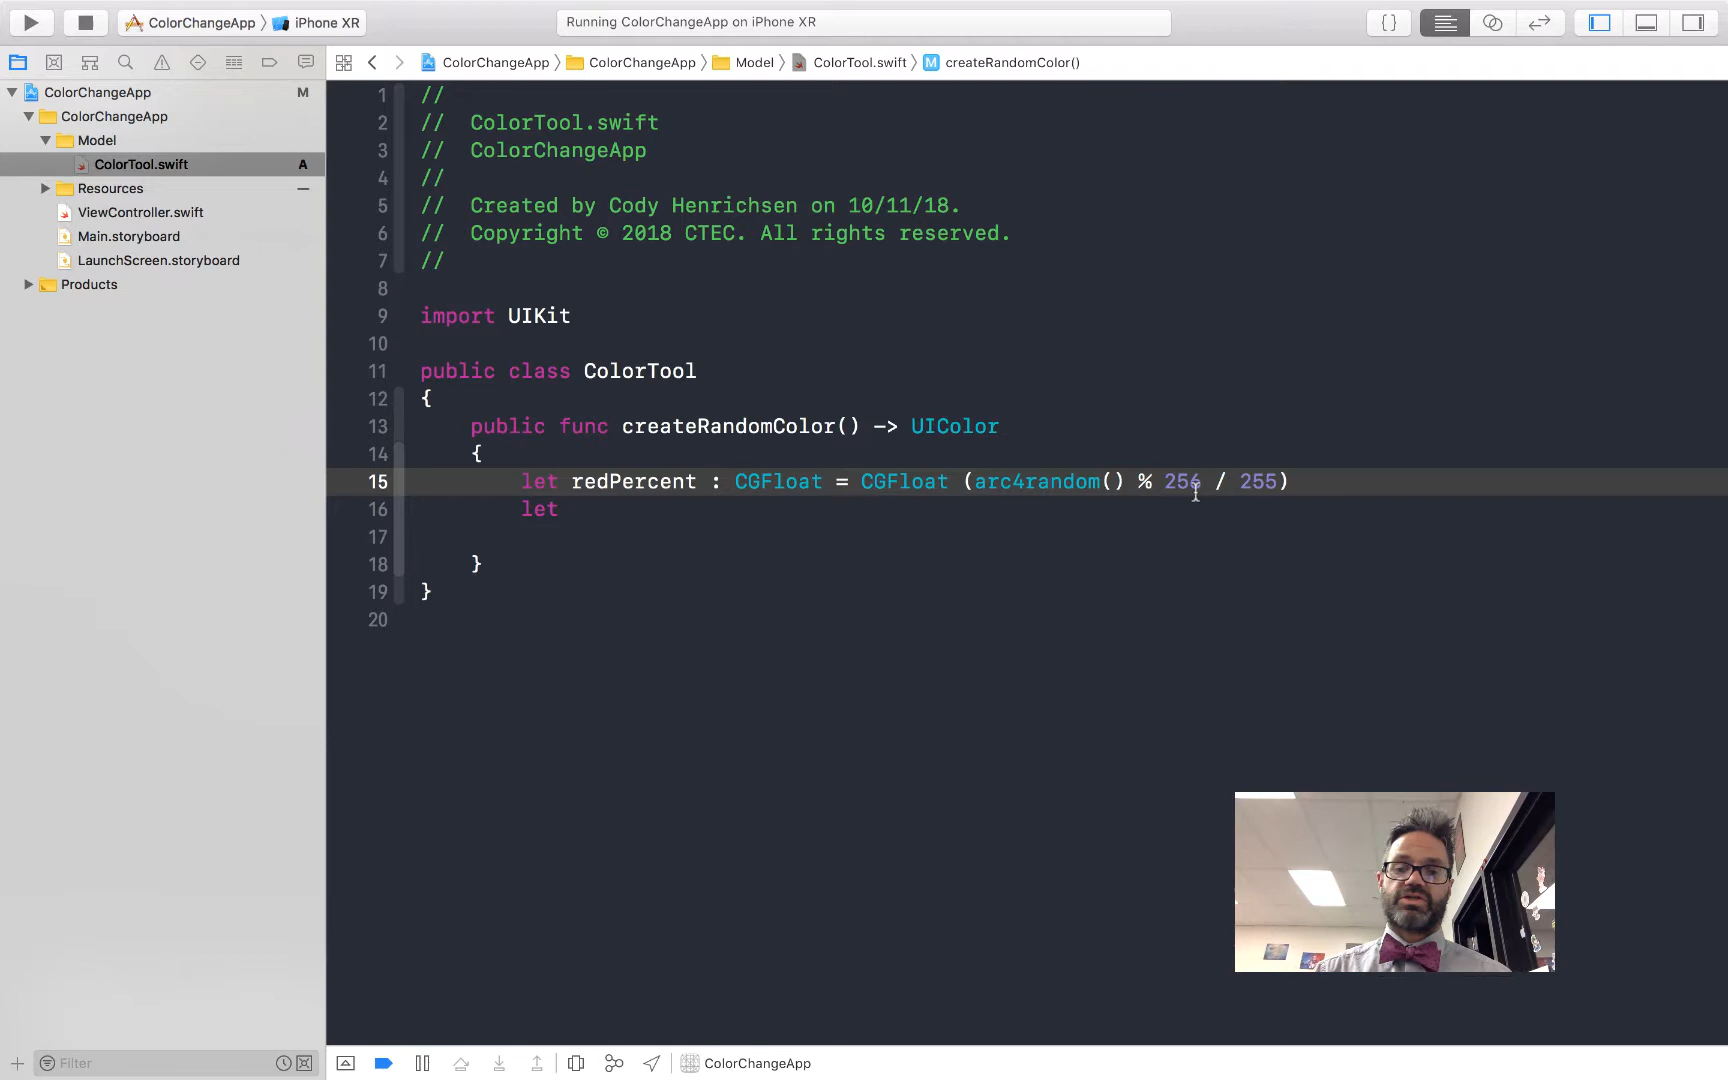 ColorChangeApp
iPhone XR
Running ColorChangeApp on iPhone XR
{ }
ColorChangeApp
ColorChangeApp
Model
ColorTool.swift
M
createRandomColor()
ColorChangeApp
M
ColorChangeApp
Model
ColorTool.swift
A
Resources
ViewController.swift
Main.storyboard
LaunchScreen.storyboard
Products
1 //
2 //  ColorTool.swift
3 //  ColorChangeApp
4 //
5 //  Created by Cody Henrichsen on 10/11/18.
6 //  Copyright © 2018 CTEC. All rights reserved.
7 //
8
9 import UIKit
10
11 public class ColorTool
12 {
13     public func createRandomColor() -> UIColor
14     {
15         let redPercent : CGFloat = CGFloat (arc4random() % 256 / 255)
16         let
17
18     }
19 }
20
Filter
ColorChangeApp